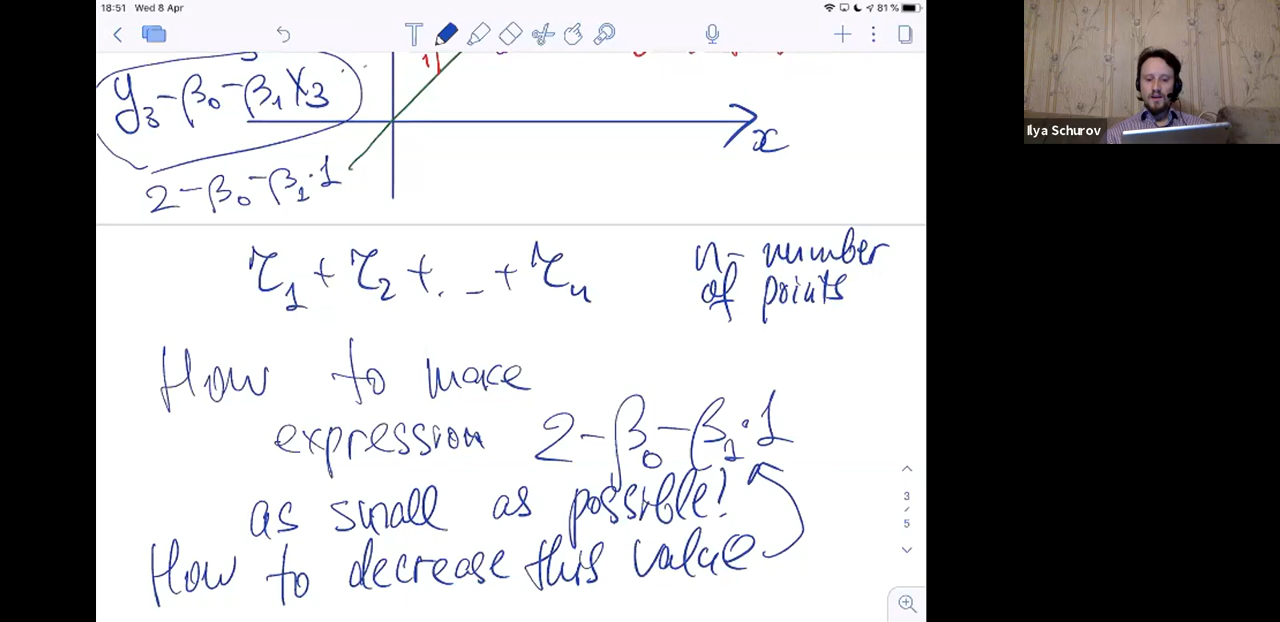 18:51 Wed 8 Apr
81%
T
y₃-β₀-β₁x₃
2-β₀-β₁·1
x
r₁+r₂+...+rₙ
n- number
of points
How to make
expression 2-β₀-β₁·1
as small as possible?
How to decrease this value
3
/
5
Ilya Schurov